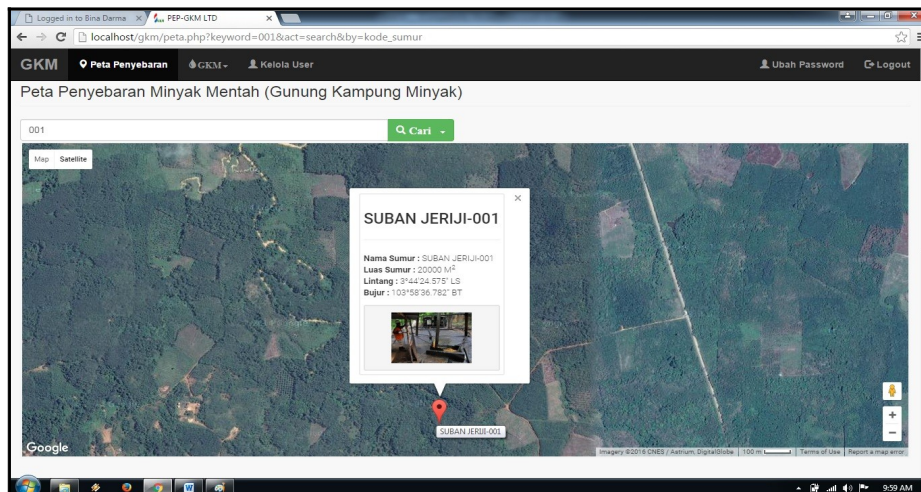 Logged in to Bina Darma
PEP-GKM LTD
localhost/gkm/peta.php?keyword=001&act=search&by=kode_sumur
GKM Peta Penyebaran GKM Kelola User Ubah Password Logout
Peta Penyebaran Minyak Mentah (Gunung Kampung Minyak)
001 Cari
Map Satellite
SUBAN JERIJI-001
Nama Sumur : SUBAN JERIJI-001
Luas Sumur : 20000 M²
Lintang : 3°44'24.575" LS
Bujur : 103°58'36.782" BT
SUBAN JERIJI-001
Google
Imagery ©2016 CNES / Astrium, DigitalGlobe 100 m Terms of Use Report a map error
9:59 AM